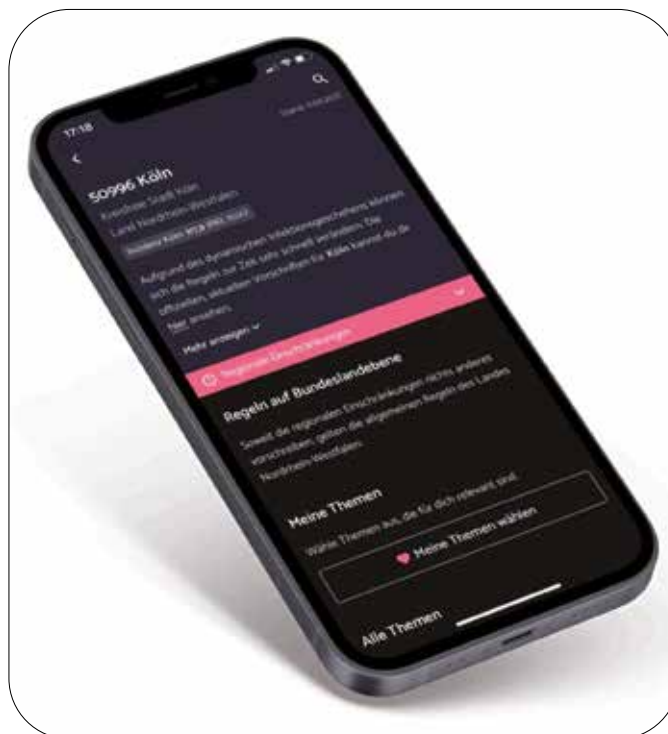 17:18
50996 Köln
Kreisfreie Stadt Köln
Land Nordrhein-Westfalen
Aufgrund des dynamischen Infektionsgeschehens können
sich die Regeln zur Zeit sehr schnell verändern. Die
offiziellen, aktuellen Vorschriften für Köln kannst du dir
hier ansehen.
Mehr anzeigen
Regionale Einschränkungen
Regeln auf Bundeslandebene
Soweit die regionalen Einschränkungen nichts anderes
vorschreiben, gelten die allgemeinen Regeln des Landes
Nordrhein-Westfalen.
Meine Themen
Wähle Themen aus, die für dich relevant sind.
Meine Themen wählen
Alle Themen